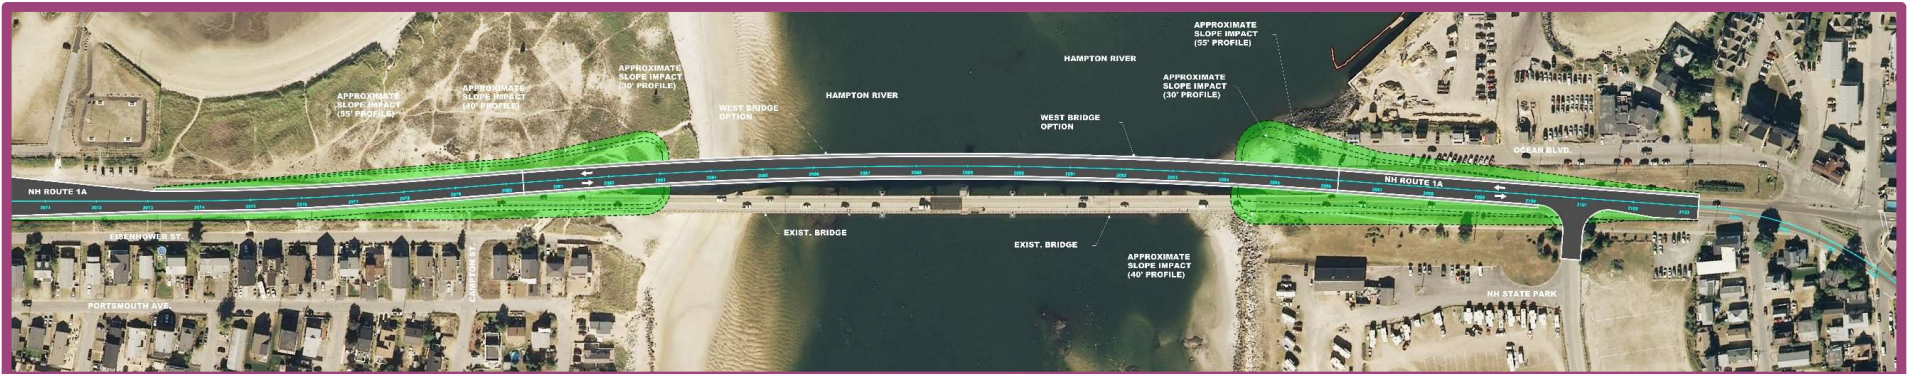 APPROXIMATE
SLOPE IMPACT
(55' PROFILE)
HAMPTON RIVER
APPROXIMATE
SLOPE IMPACT
(30' PROFILE)
APPROXIMATE
SLOPE IMPACT
(30' PROFILE)
APPROXIMATE
SLOPE IMPACT
(40' PROFILE)
APPROXIMATE
SLOPE IMPACT
(55' PROFILE)
HAMPTON RIVER
WEST BRIDGE
OPTION
WEST BRIDGE
OPTION
OCEAN BLVD.
NH ROUTE 1A
NH ROUTE 1A
EISENHOWER ST.
EXIST. BRIDGE
EXIST. BRIDGE
CAMPTON ST.
APPROXIMATE
SLOPE IMPACT
(40' PROFILE)
NH STATE PARK
PORTSMOUTH AVE.